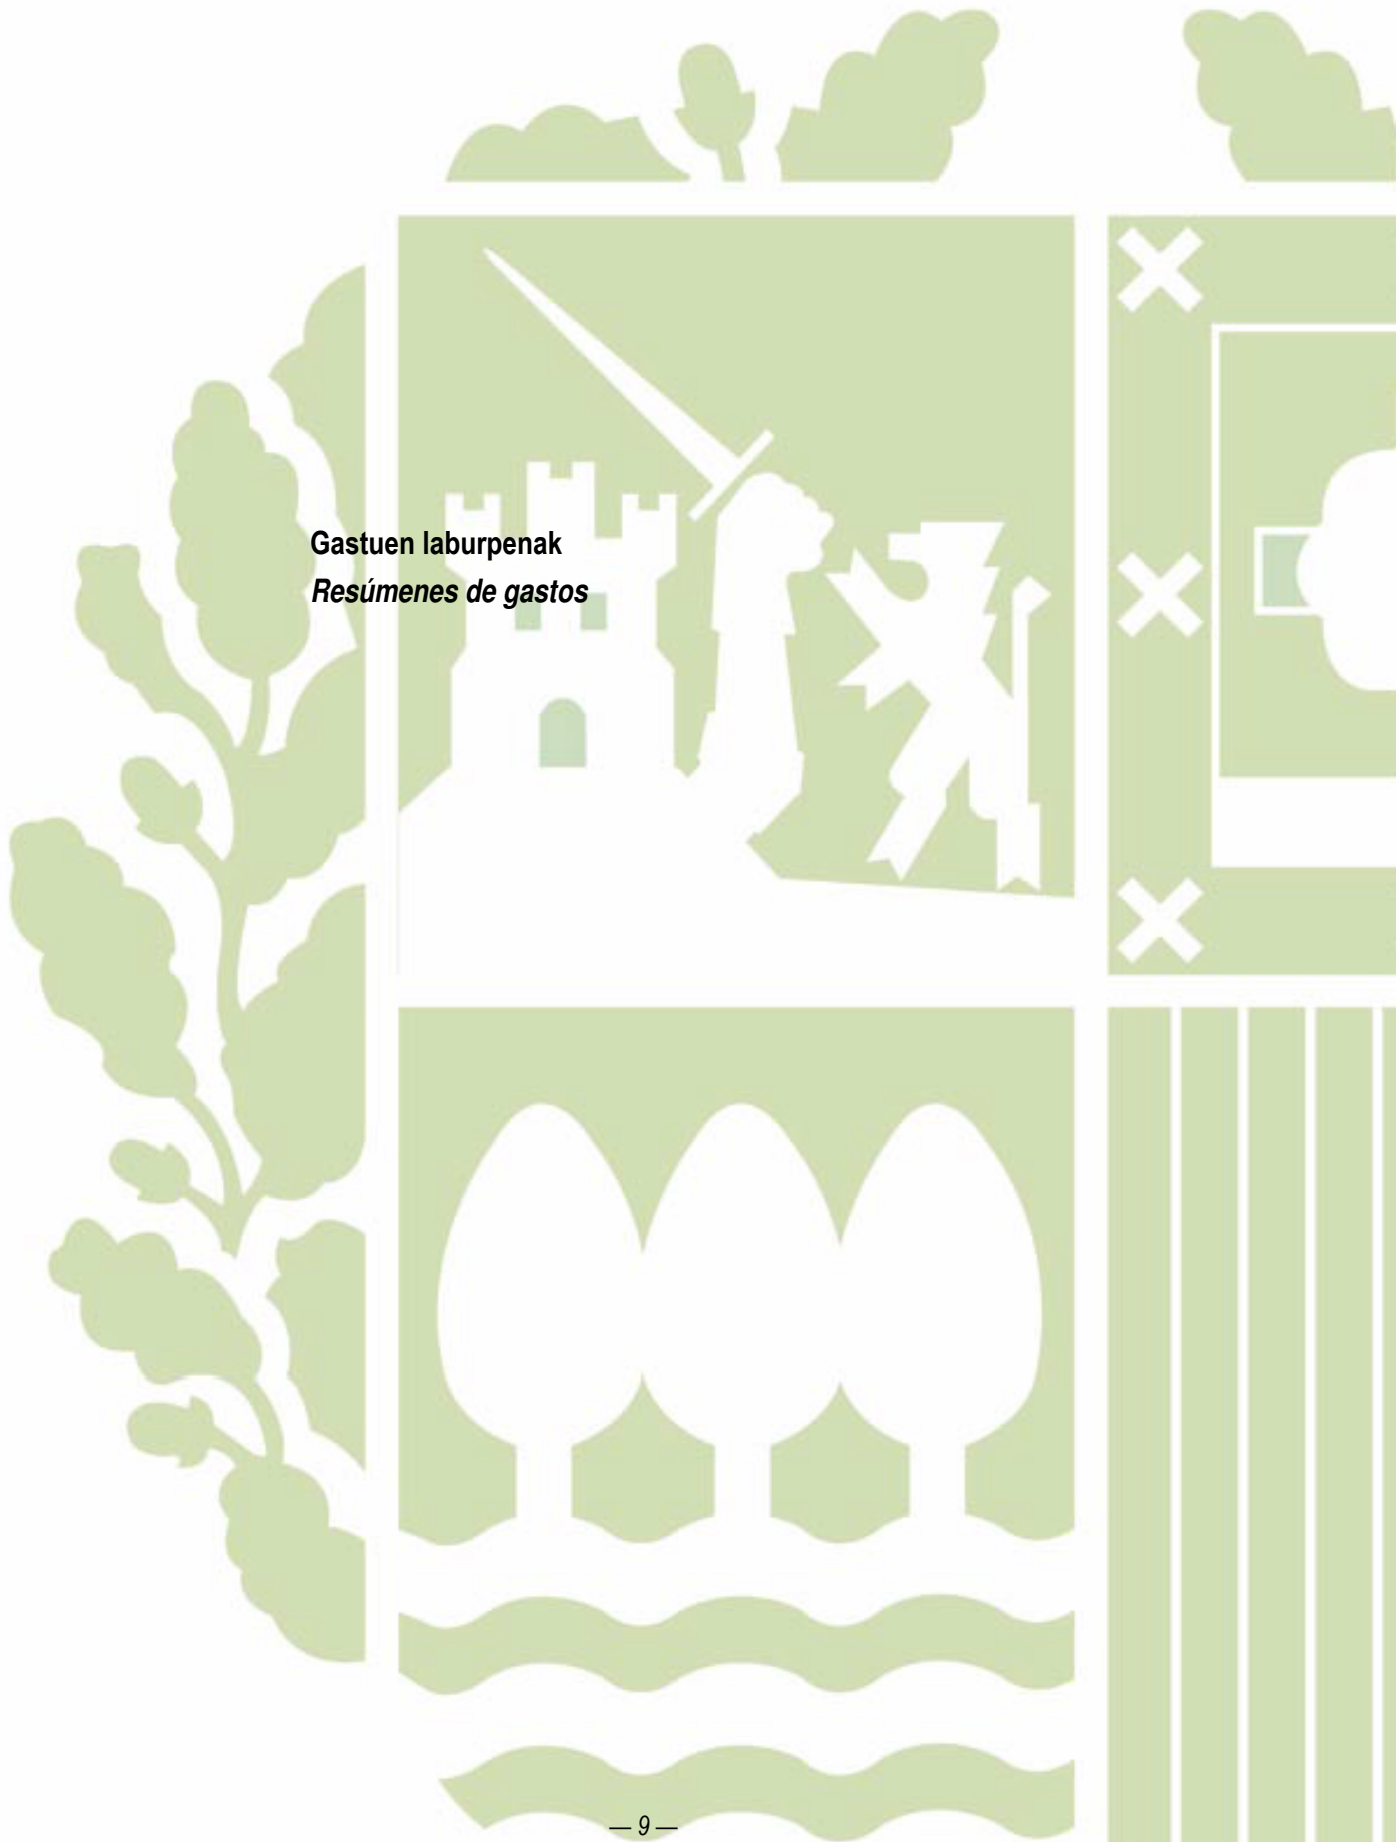 Gastuen laburpenak
Resúmenes de gastos
— 9 —